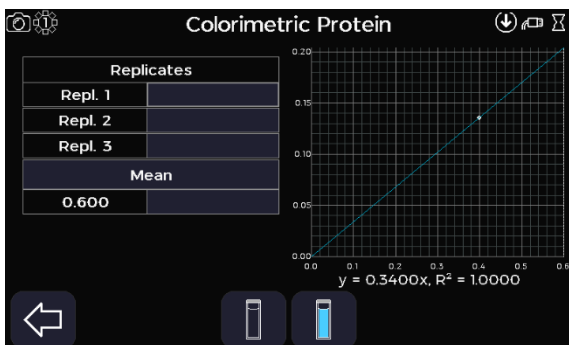 1
Colorimetric Protein
Replicates
Repl. 1
Repl. 2
Repl. 3
Mean
0.600
0.20
0.15
0.10
0.05
0.00
0.0 0.1 0.2 0.3 0.4 0.5 0.6
y = 0.3400x, R² = 1.0000